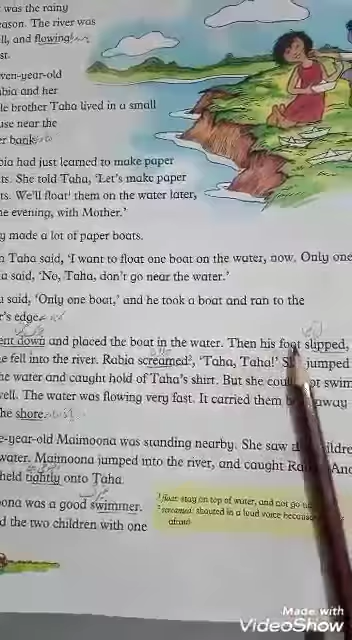 was the rainy
eason. The river was
ll, and flowing
st.
ven-year-old
bia and her
le brother Taha lived in a small
use near the
er bank
bia had just learned to make paper
ts. She told Taha, 'Let's make paper
ts. We'll float¹ them on the water later,
he evening, with Mother.'
y made a lot of paper boats.
n Taha said, 'I want to float one boat on the water, now. Only one
a said, 'No, Taha, don't go near the water.'
a said, 'Only one boat,' and he took a boat and ran to the
r's edge.
ent down and placed the boat in the water. Then his foot slipped,
e fell into the river. Rabia screamed², 'Taha, Taha!' S jumped
he water and caught hold of Taha's shirt. But she cou ot swim
ell. The water was flowing very fast. It carried them away
he shore.
e-year-old Maimoona was standing nearby. She saw ildre
water. Maimoona jumped into the river, and caught Ra An
held tightly onto Taha.
oona was a good swimmer.
d the two children with one
¹ float: stay on top of water, and not go
² screamed: shouted in a loud voice because
afraid
Made with
VideoShow